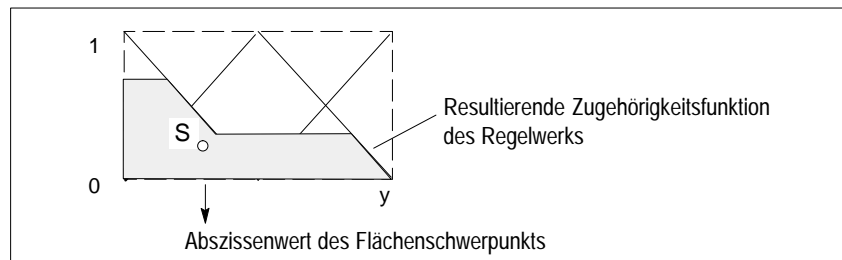 1
S
Resultierende Zugehörigkeitsfunktion
des Regelwerks
0
y
Abszissenwert des Flächenschwerpunkts